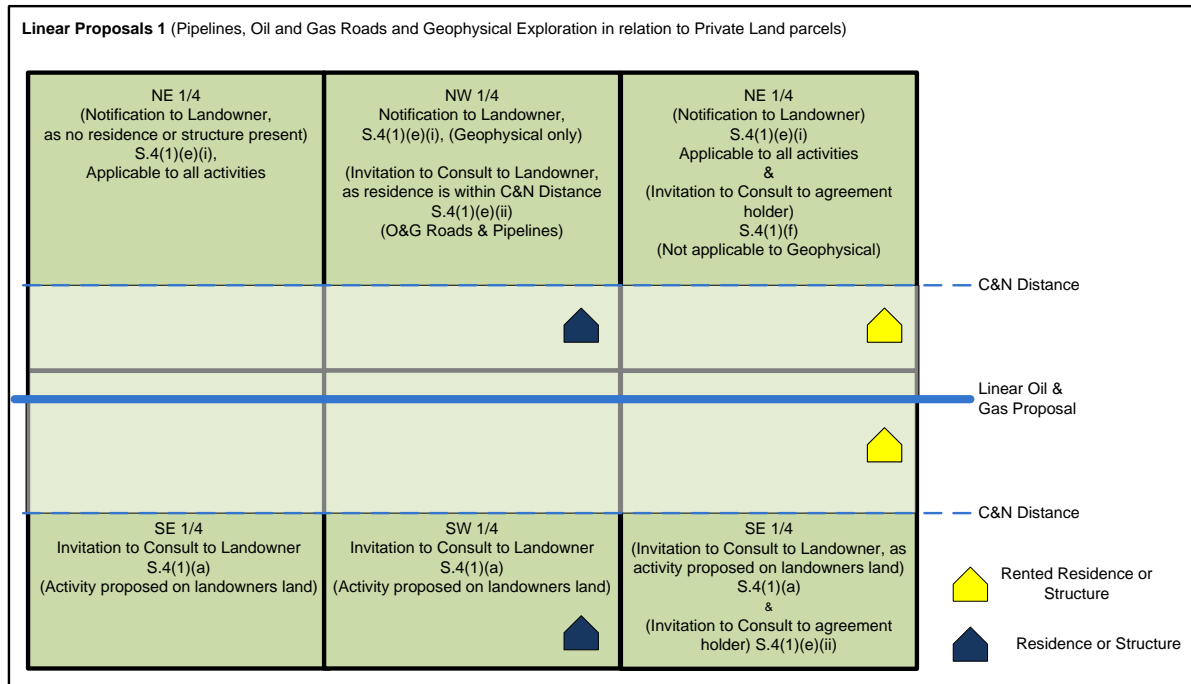 Linear Proposals 1 (Pipelines, Oil and Gas Roads and Geophysical Exploration in relation to Private Land parcels)
NE 1/4
(Notification to Landowner,
as no residence or structure present)
S.4(1)(e)(i),
Applicable to all activities
NW 1/4
Notification to Landowner,
S.4(1)(e)(i), (Geophysical only)
(Invitation to Consult to Landowner,
as residence is within C&N Distance
S.4(1)(e)(ii)
(O&G Roads & Pipelines)
NE 1/4
(Notification to Landowner)
S.4(1)(e)(i)
Applicable to all activities
&
(Invitation to Consult to agreement
holder)
S.4(1)(f)
(Not applicable to Geophysical)
C&N Distance
Linear Oil &
Gas Proposal
C&N Distance
SE 1/4
Invitation to Consult to Landowner
S.4(1)(a)
(Activity proposed on landowners land)
SW 1/4
Invitation to Consult to Landowner
S.4(1)(a)
(Activity proposed on landowners land)
SE 1/4
(Invitation to Consult to Landowner, as
activity proposed on landowners land)
S.4(1)(a)
&
(Invitation to Consult to agreement
holder) S.4(1)(e)(ii)
Rented Residence or
Structure
Residence or Structure